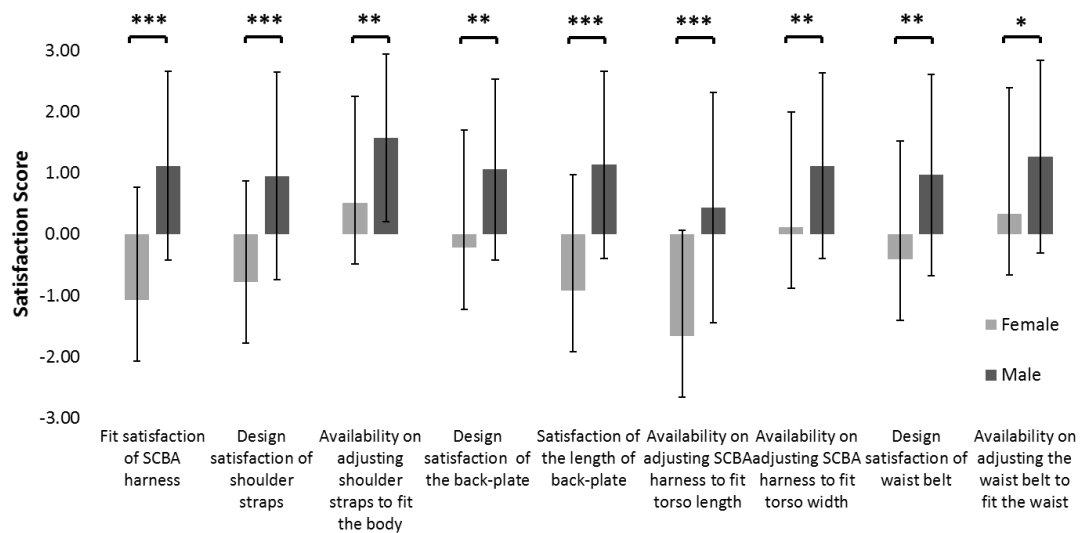 *** *** ** ** *** *** ** ** *
3.00
2.00
1.00
0.00
-1.00
-2.00
-3.00
Satisfaction Score
Female
Male
Fit satisfaction
of SCBA
harness
Design
satisfaction of
shoulder
straps
Availability on
adjusting
shoulder
straps to fit
the body
Design
satisfaction of
the back-plate
Satisfaction of
the length of
back-plate
Availability on
adjusting SCBA
harness to fit
torso length
Availability on
adjusting SCBA
harness to fit
torso width
Design
satisfaction of
waist belt
Availability on
adjusting the
waist belt to
fit the waist